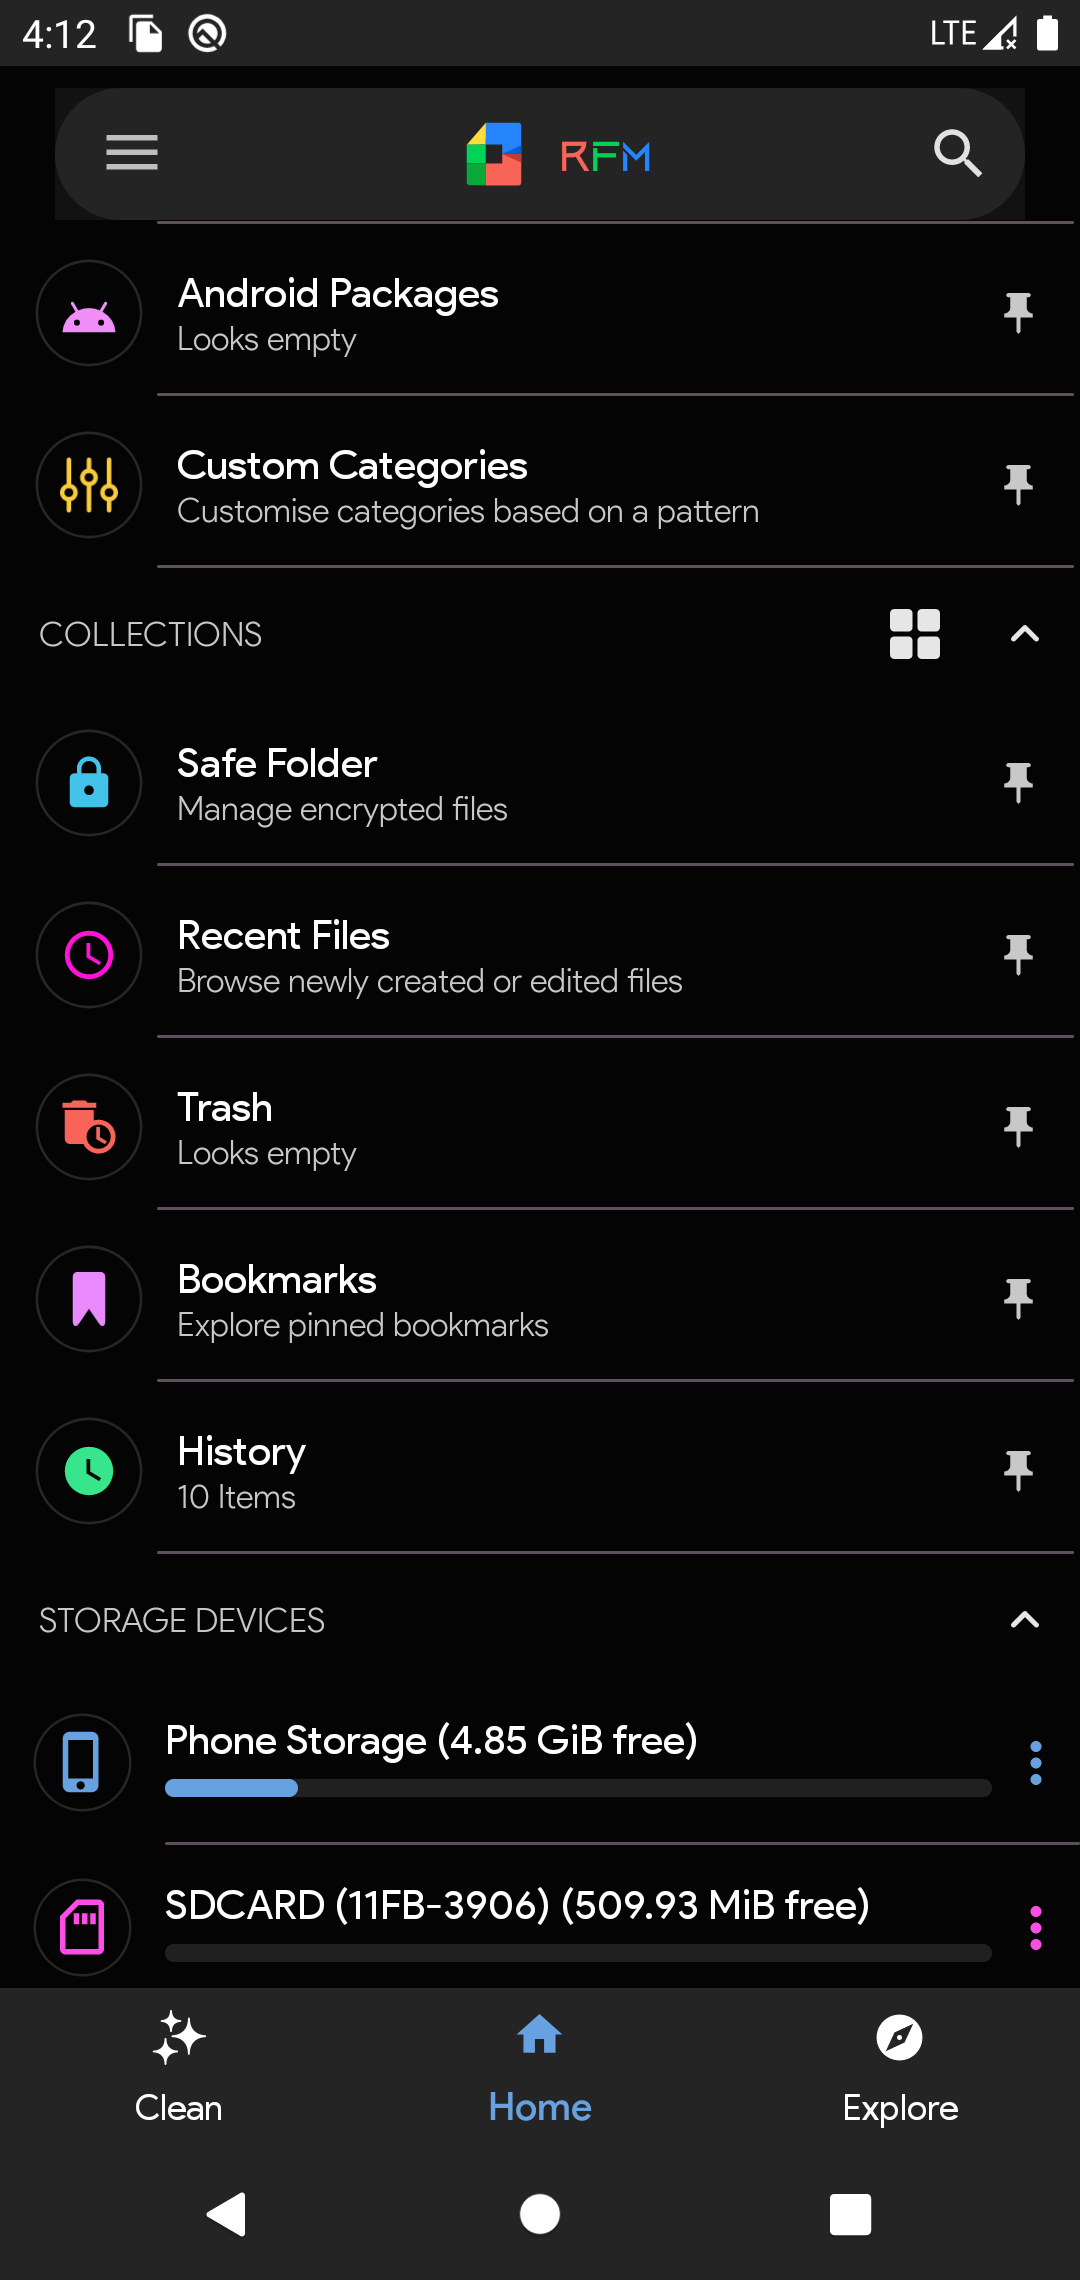 4:12
LTE
RFM
Android Packages
Looks empty
Custom Categories
Customise categories based on a pattern
COLLECTIONS
Safe Folder
Manage encrypted files
Recent Files
Browse newly created or edited files
Trash
Looks empty
Bookmarks
Explore pinned bookmarks
History
10 Items
STORAGE DEVICES
Phone Storage (4.85 GiB free)
SDCARD (11FB-3906) (509.93 MiB free)
Clean
Home
Explore